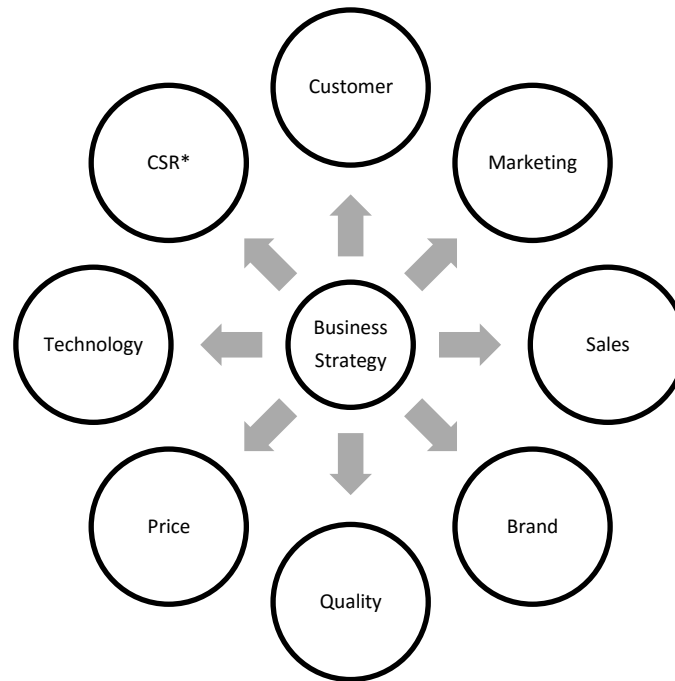 Customer
CSR*
Marketing
Technology
Business
Strategy
Sales
Price
Brand
Quality